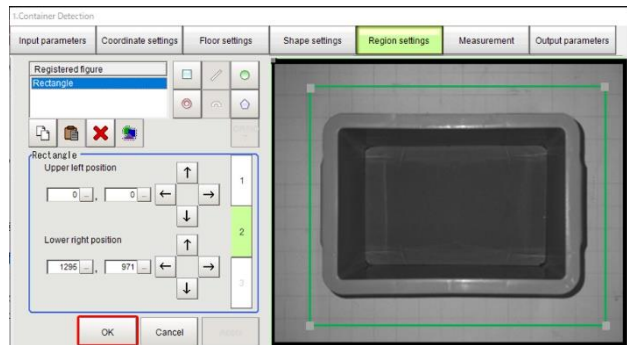 1.Container Detection
Input parameters Coordinate settings Floor settings Shape settings Region settings Measurement Output parameters
Registered figure
Rectangle
Rectangle
Upper left position
0 ... , 0 ...
1
2
Lower right position
1295 ... , 971 ...
3
OK Cancel